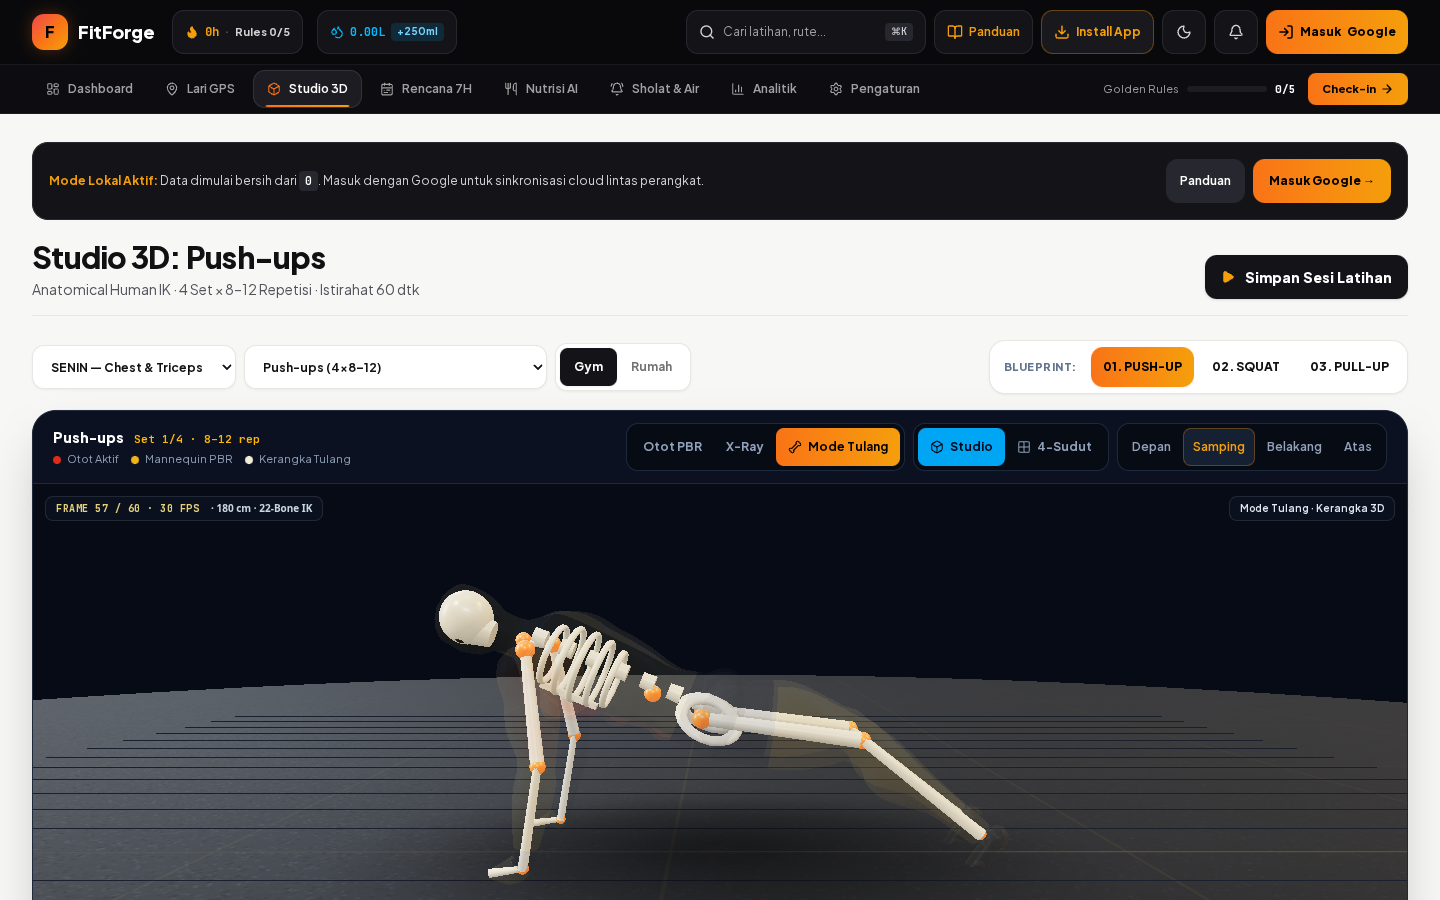 F FitForge 0h · Rules 0/5 0.00L +250ml Cari latihan, rute... ⌘K Panduan Install App Masuk Google
Dashboard Lari GPS Studio 3D Rencana 7H Nutrisi AI Sholat & Air Analitik Pengaturan Golden Rules 0/5 Check-in →
Mode Lokal Aktif: Data dimulai bersih dari 0. Masuk dengan Google untuk sinkronisasi cloud lintas perangkat. Panduan Masuk Google →
Studio 3D: Push-ups
Anatomical Human IK · 4 Set × 8–12 Repetisi · Istirahat 60 dtk
Simpan Sesi Latihan
SENIN — Chest & Triceps Push-ups (4×8–12) Gym Rumah BLUEPRINT: 01. PUSH-UP 02. SQUAT 03. PULL-UP
Push-ups Set 1/4 · 8-12 rep
Otot Aktif Mannequin PBR Kerangka Tulang
Otot PBR X-Ray Mode Tulang Studio 4-Sudut Depan Samping Belakang Atas
FRAME 57 / 60 · 30 FPS · 180 cm · 22-Bone IK Mode Tulang · Kerangka 3D